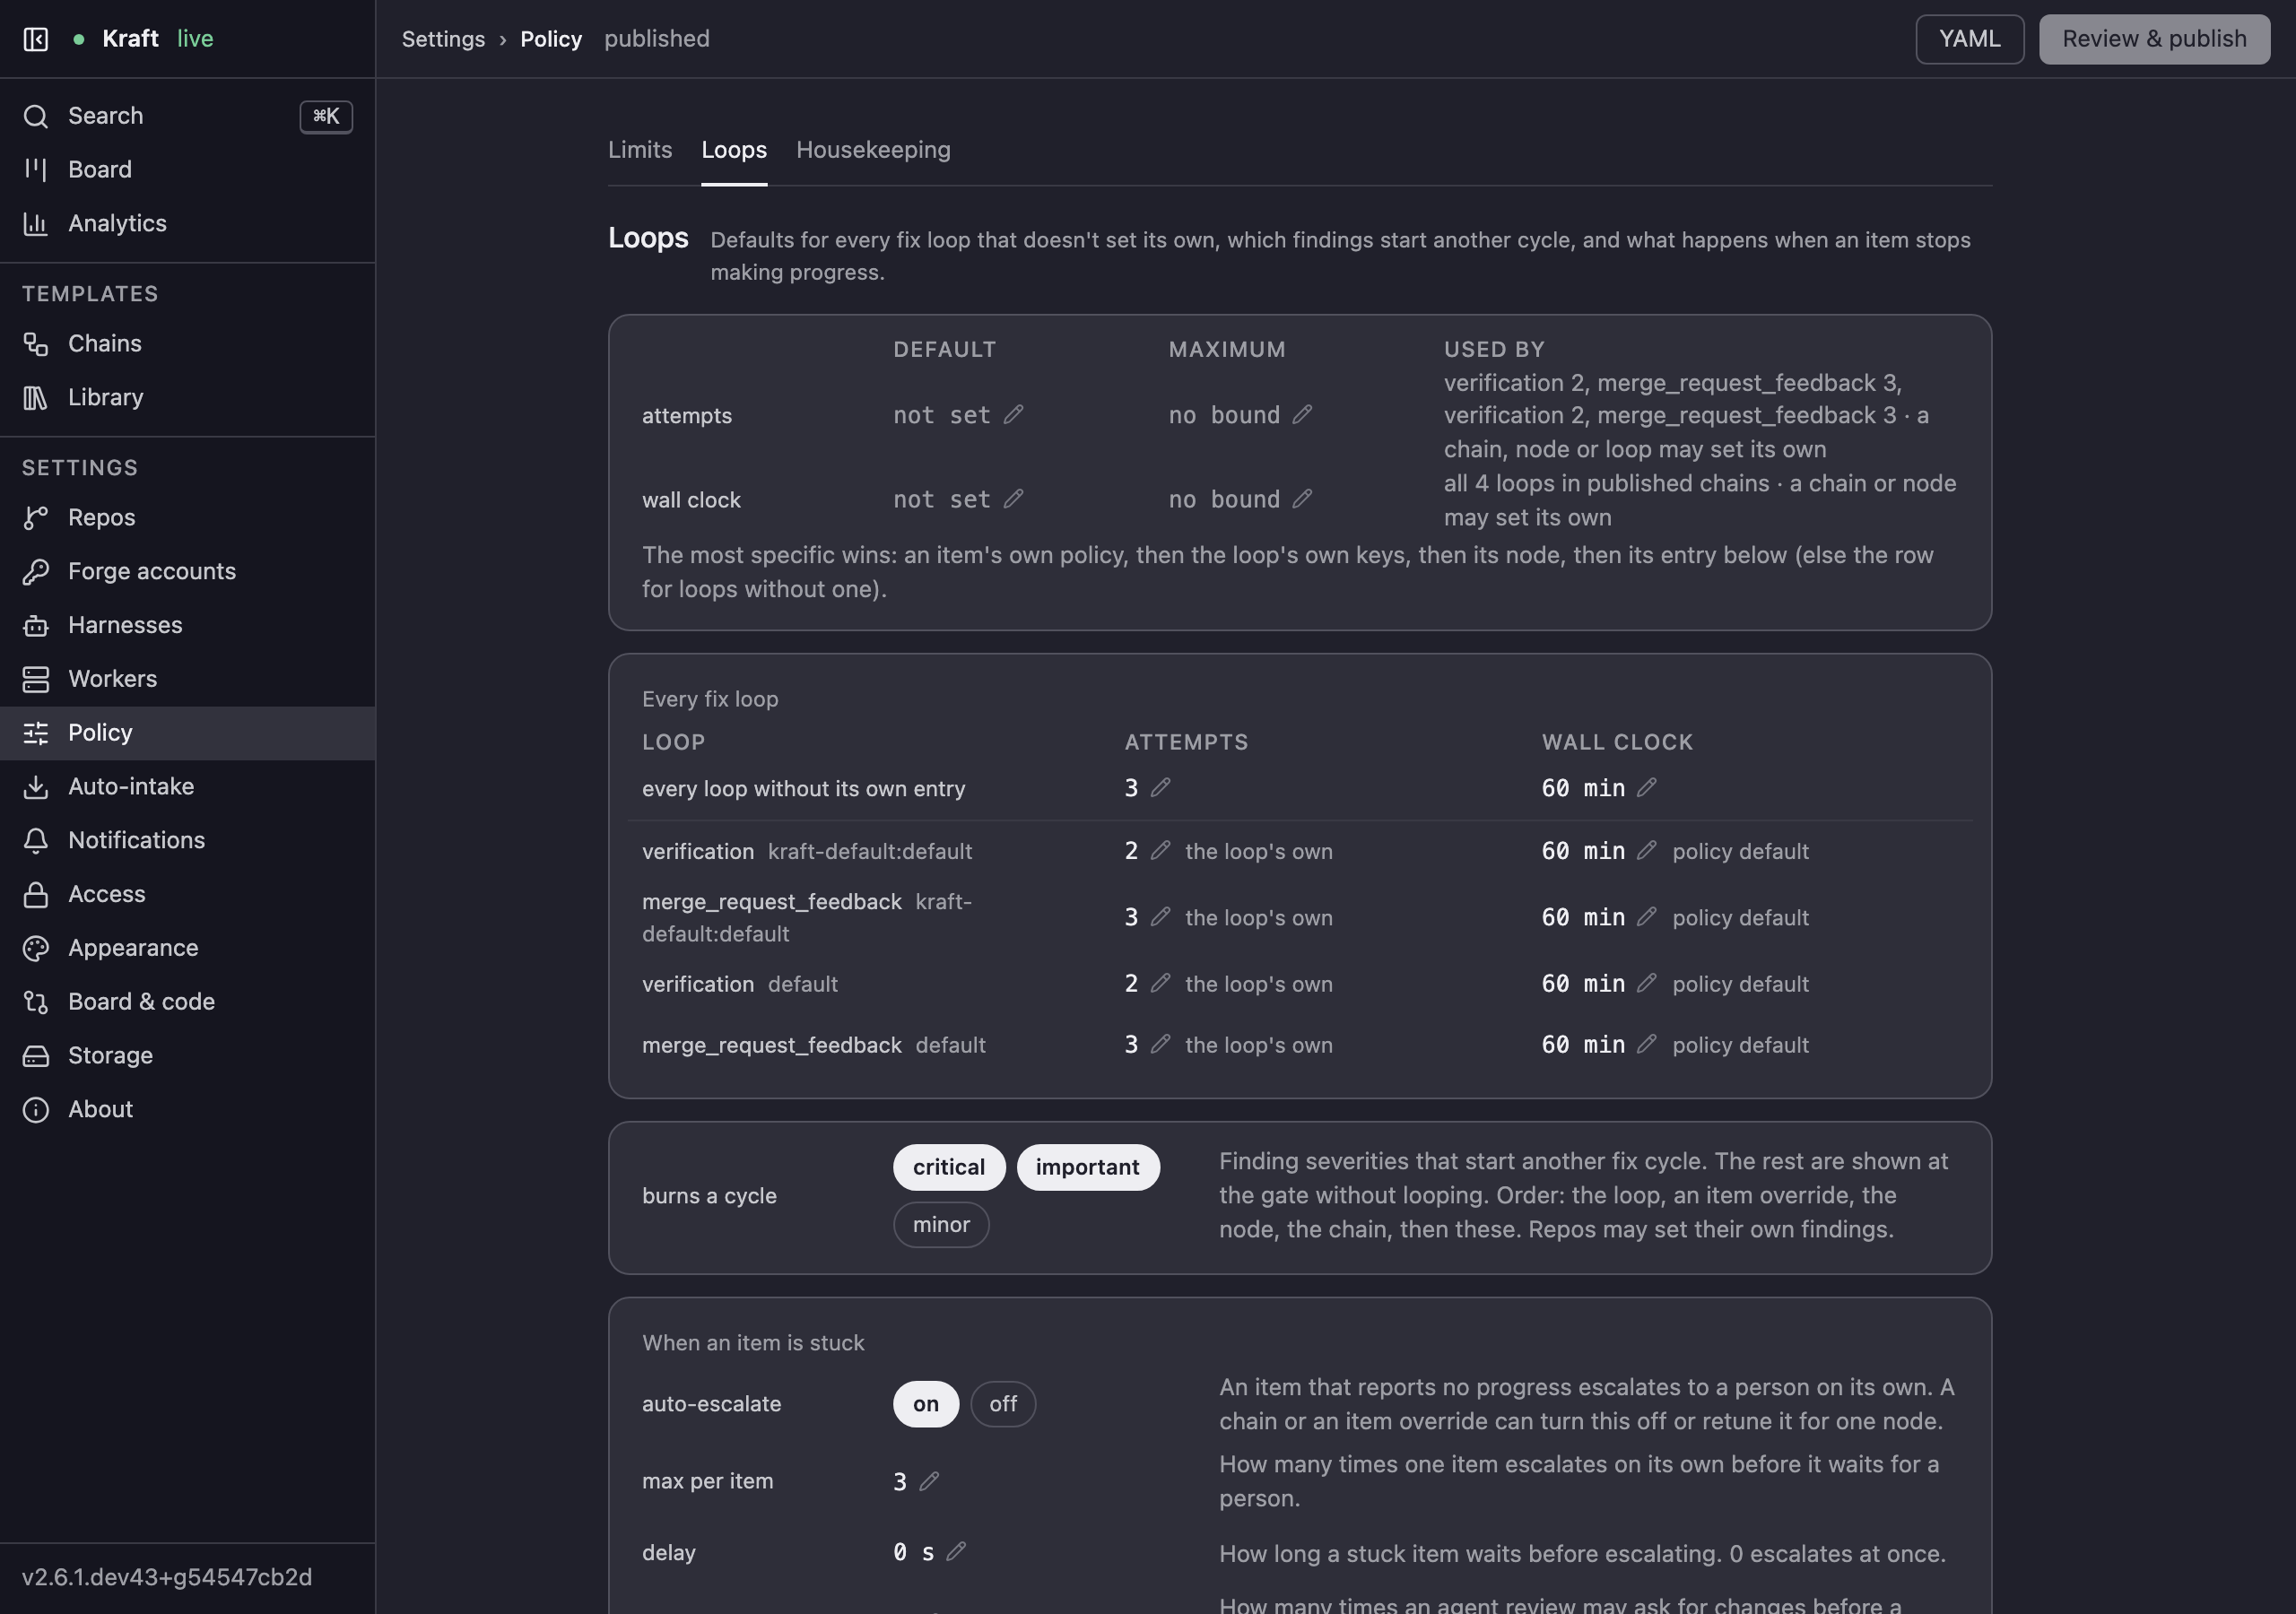 Kraft live
Settings › Policy published
YAML
Review & publish
Search
⌘K
Board
Analytics
TEMPLATES
Chains
Library
SETTINGS
Repos
Forge accounts
Harnesses
Workers
Policy
Auto-intake
Notifications
Access
Appearance
Board & code
Storage
About
v2.6.1.dev43+g54547cb2d
Limits Loops Housekeeping
Loops
Defaults for every fix loop that doesn't set its own, which findings start another cycle, and what happens when an item stops
making progress.
DEFAULT MAXIMUM USED BY
attempts not set no bound
verification 2, merge_request_feedback 3,
verification 2, merge_request_feedback 3 · a
chain, node or loop may set its own
wall clock not set no bound
all 4 loops in published chains · a chain or node
may set its own
The most specific wins: an item's own policy, then the loop's own keys, then its node, then its entry below (else the row
for loops without one).
Every fix loop
LOOP ATTEMPTS WALL CLOCK
every loop without its own entry 3 60 min
verification kraft-default:default 2 the loop's own 60 min policy default
merge_request_feedback kraft-
default:default
3 the loop's own 60 min policy default
verification default 2 the loop's own 60 min policy default
merge_request_feedback default 3 the loop's own 60 min policy default
burns a cycle
critical important
minor
Finding severities that start another fix cycle. The rest are shown at
the gate without looping. Order: the loop, an item override, the
node, the chain, then these. Repos may set their own findings.
When an item is stuck
auto-escalate on off
An item that reports no progress escalates to a person on its own. A
chain or an item override can turn this off or retune it for one node.
max per item 3
How many times one item escalates on its own before it waits for a
person.
delay 0 s
How long a stuck item waits before escalating. 0 escalates at once.
How many times an agent review may ask for changes before a